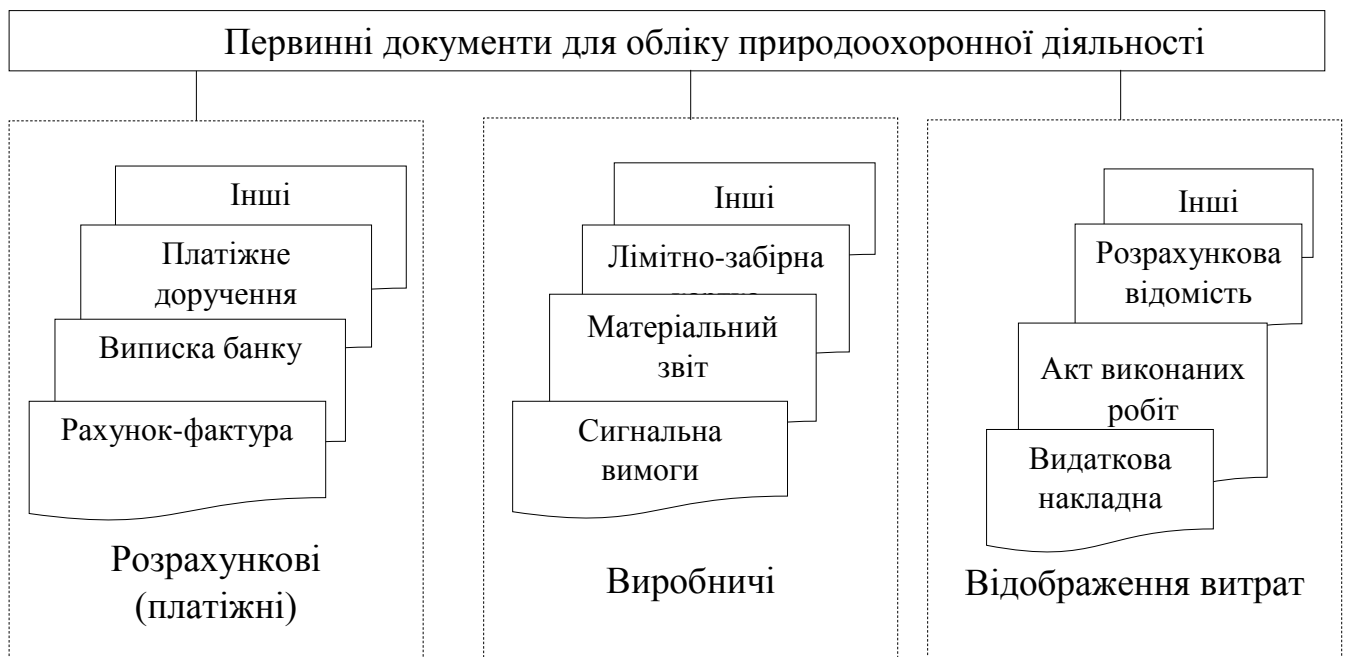 Первинні документи для обліку природоохоронної діяльності
Інші
Платіжне
доручення
Виписка банку
Рахунок-фактура
Розрахункові
(платіжні)
Інші
Лімітно-забірна
Матеріальний
звіт
Сигнальна
вимоги
Виробничі
Інші
Розрахункова
відомість
Акт виконаних
робіт
Видаткова
накладна
Відображення витрат